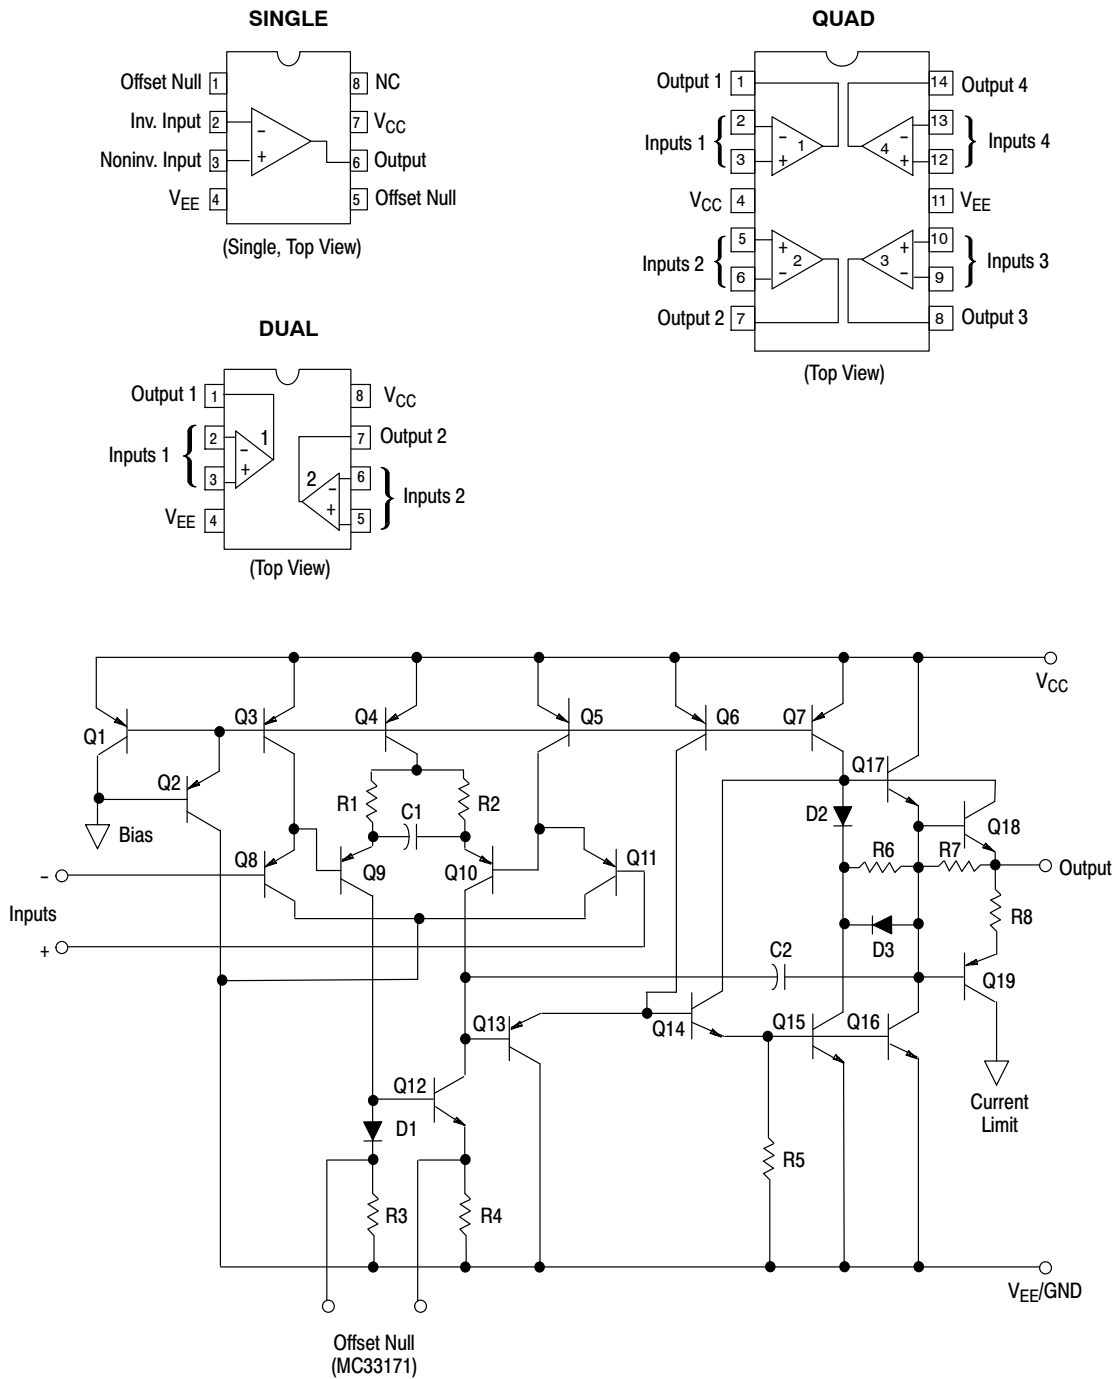 SINGLE
Offset Null 1
8 NC
Inv. Input 2
7 VCC
Noninv. Input 3
6 Output
VEE 4
5 Offset Null
−
+
(Single, Top View)
QUAD
Output 1 1
14 Output 4
Inputs 1
2
3
− + 1
4 − +
13
12
Inputs 4
VCC 4
11 VEE
Inputs 2
5
6
+ − 2
3 + −
10
9
Inputs 3
Output 2 7
8 Output 3
(Top View)
DUAL
Output 1 1
8 VCC
Inputs 1
2
3
− + 1
7 Output 2
2 − +
6
5
Inputs 2
VEE 4
(Top View)
VCC
Q1
Q3
Q4
Q5
Q6
Q7
Q2
Q17
R1
C1
R2
D2
Q18
Bias
Q8
Q9
Q10
Q11
R6
R7
Output
−
Inputs
+
R8
D3
C2
Q19
Q13
Q14
Q15
Q16
Q12
Current
Limit
D1
R5
R3
R4
VEE/GND
Offset Null
(MC33171)